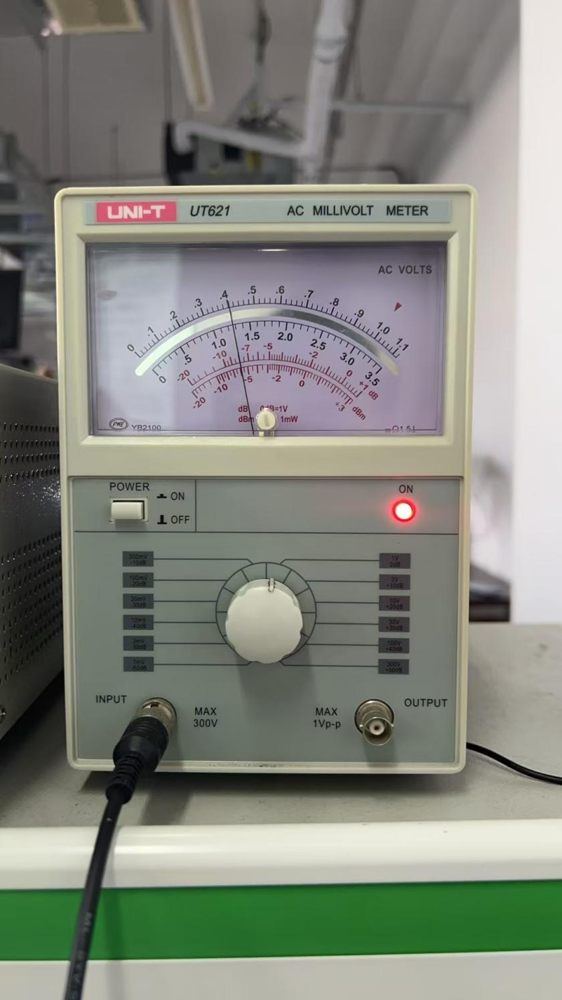 UNI-T UT621 AC MILLIVOLT METER
AC VOLTS
0 .1 .2 .3 .4 .5 .6 .7 .8 .9 1.0 1.1
0 .5 1.0 1.5 2.0 2.5 3.0 3.5
-20 -10 -7 -5 -2 0 +1 dB
-20 -10 -5 -2 0 +3 dBm
dB 0dB=1V
dBm 1mW
YB2100
POWER
ON
OFF
ON
300mV
-10dB
100mV
-20dB
30mV
-30dB
10mV
-40dB
3mV
-50dB
1mV
-60dB
1V
0dB
3V
+10dB
10V
+20dB
30V
+30dB
100V
+40dB
300V
+50dB
INPUT
MAX
300V
MAX
1Vp-p
OUTPUT